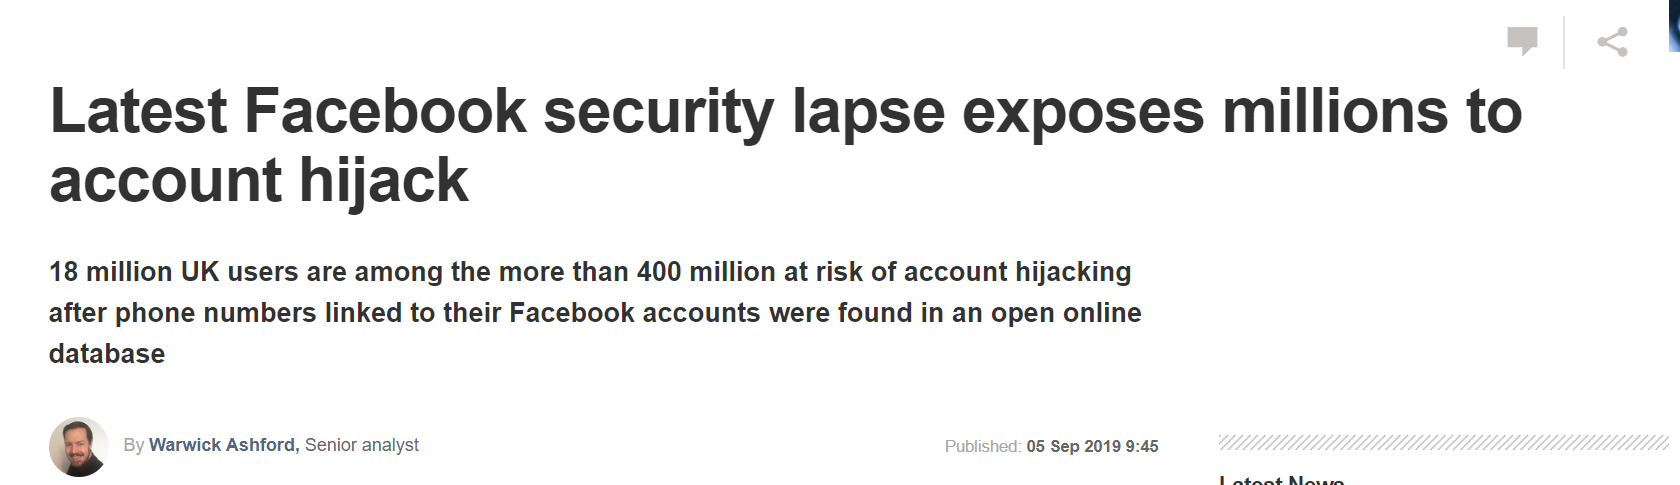 Latest Facebook security lapse exposes millions to
account hijack
18 million UK users are among the more than 400 million at risk of account hijacking
after phone numbers linked to their Facebook accounts were found in an open online
database
By Warwick Ashford, Senior analyst
Published: 05 Sep 2019 9:45
Latest News